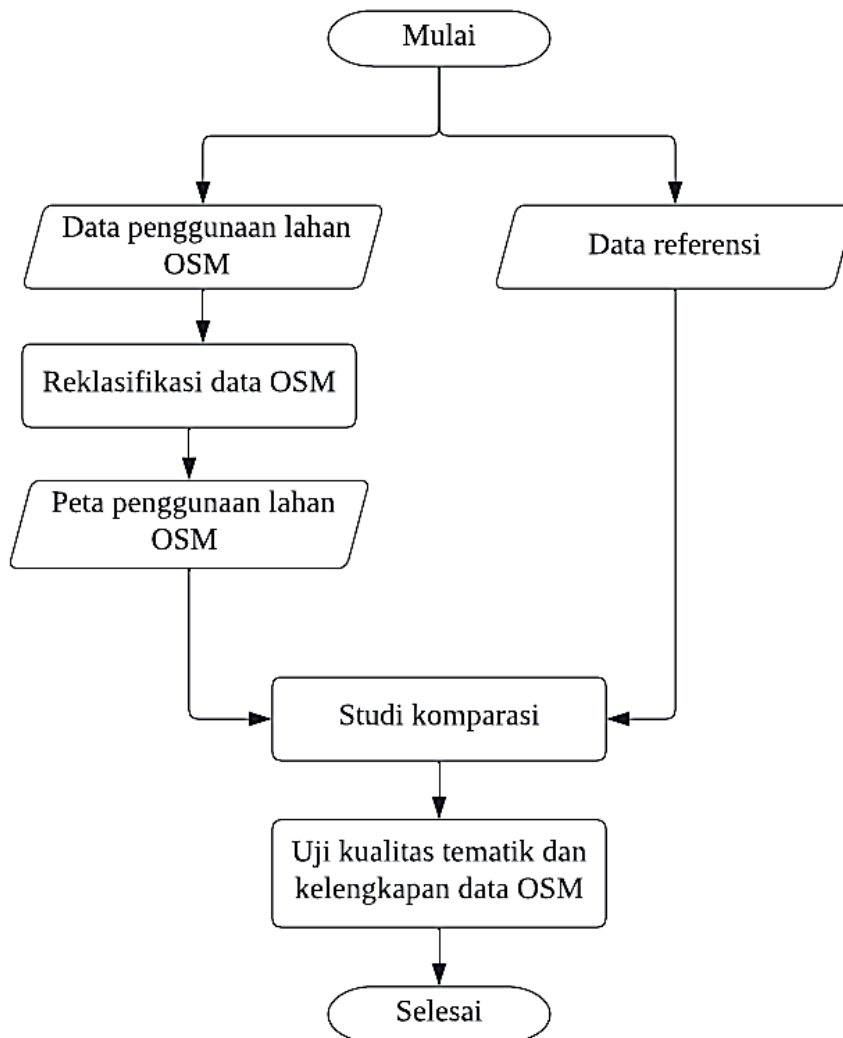 Mulai
Data penggunaan lahan
OSM
Data referensi
Reklasifikasi data OSM
Peta penggunaan lahan
OSM
Studi komparasi
Uji kualitas tematik dan
kelengkapan data OSM
Selesai